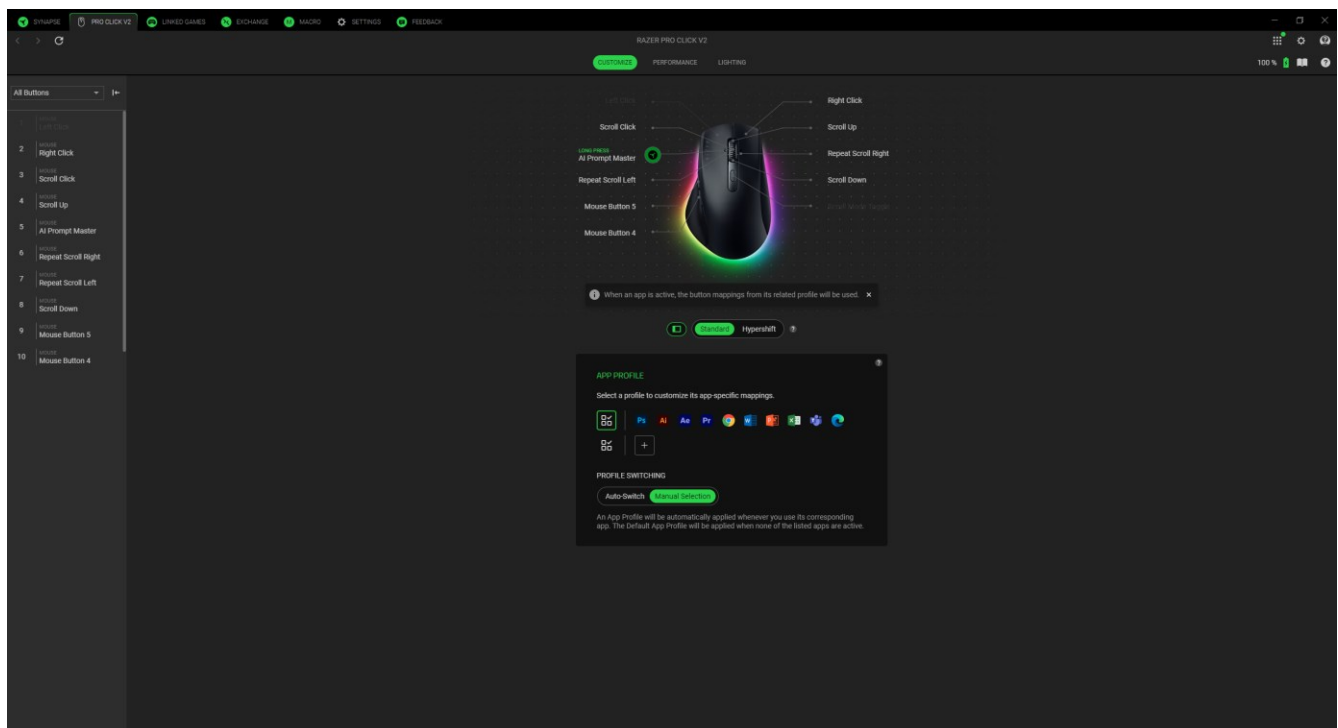 SYNAPSE PRO CLICK V2 LINKED GAMES EXCHANGE MACRO SETTINGS FEEDBACK
RAZER PRO CLICK V2
CUSTOMIZE PERFORMANCE LIGHTING
100 %
All Buttons
1 MOUSE
Left Click
2 MOUSE
Right Click
3 MOUSE
Scroll Click
4 MOUSE
Scroll Up
5 MOUSE
AI Prompt Master
6 MOUSE
Repeat Scroll Right
7 MOUSE
Repeat Scroll Left
8 MOUSE
Scroll Down
9 MOUSE
Mouse Button 5
10 MOUSE
Mouse Button 4
Left Click Right Click
Scroll Click Scroll Up
LONG PRESS
AI Prompt Master Repeat Scroll Right
Repeat Scroll Left Scroll Down
Mouse Button 5
Mouse Button 4
When an app is active, the button mappings from its related profile will be used.
Standard Hypershift
APP PROFILE
Select a profile to customize its app-specific mappings.
Ps Ai Ae Pr
PROFILE SWITCHING
Auto-Switch Manual Selection
An App Profile will be automatically applied whenever you use its corresponding
app. The Default App Profile will be applied when none of the listed apps are active.